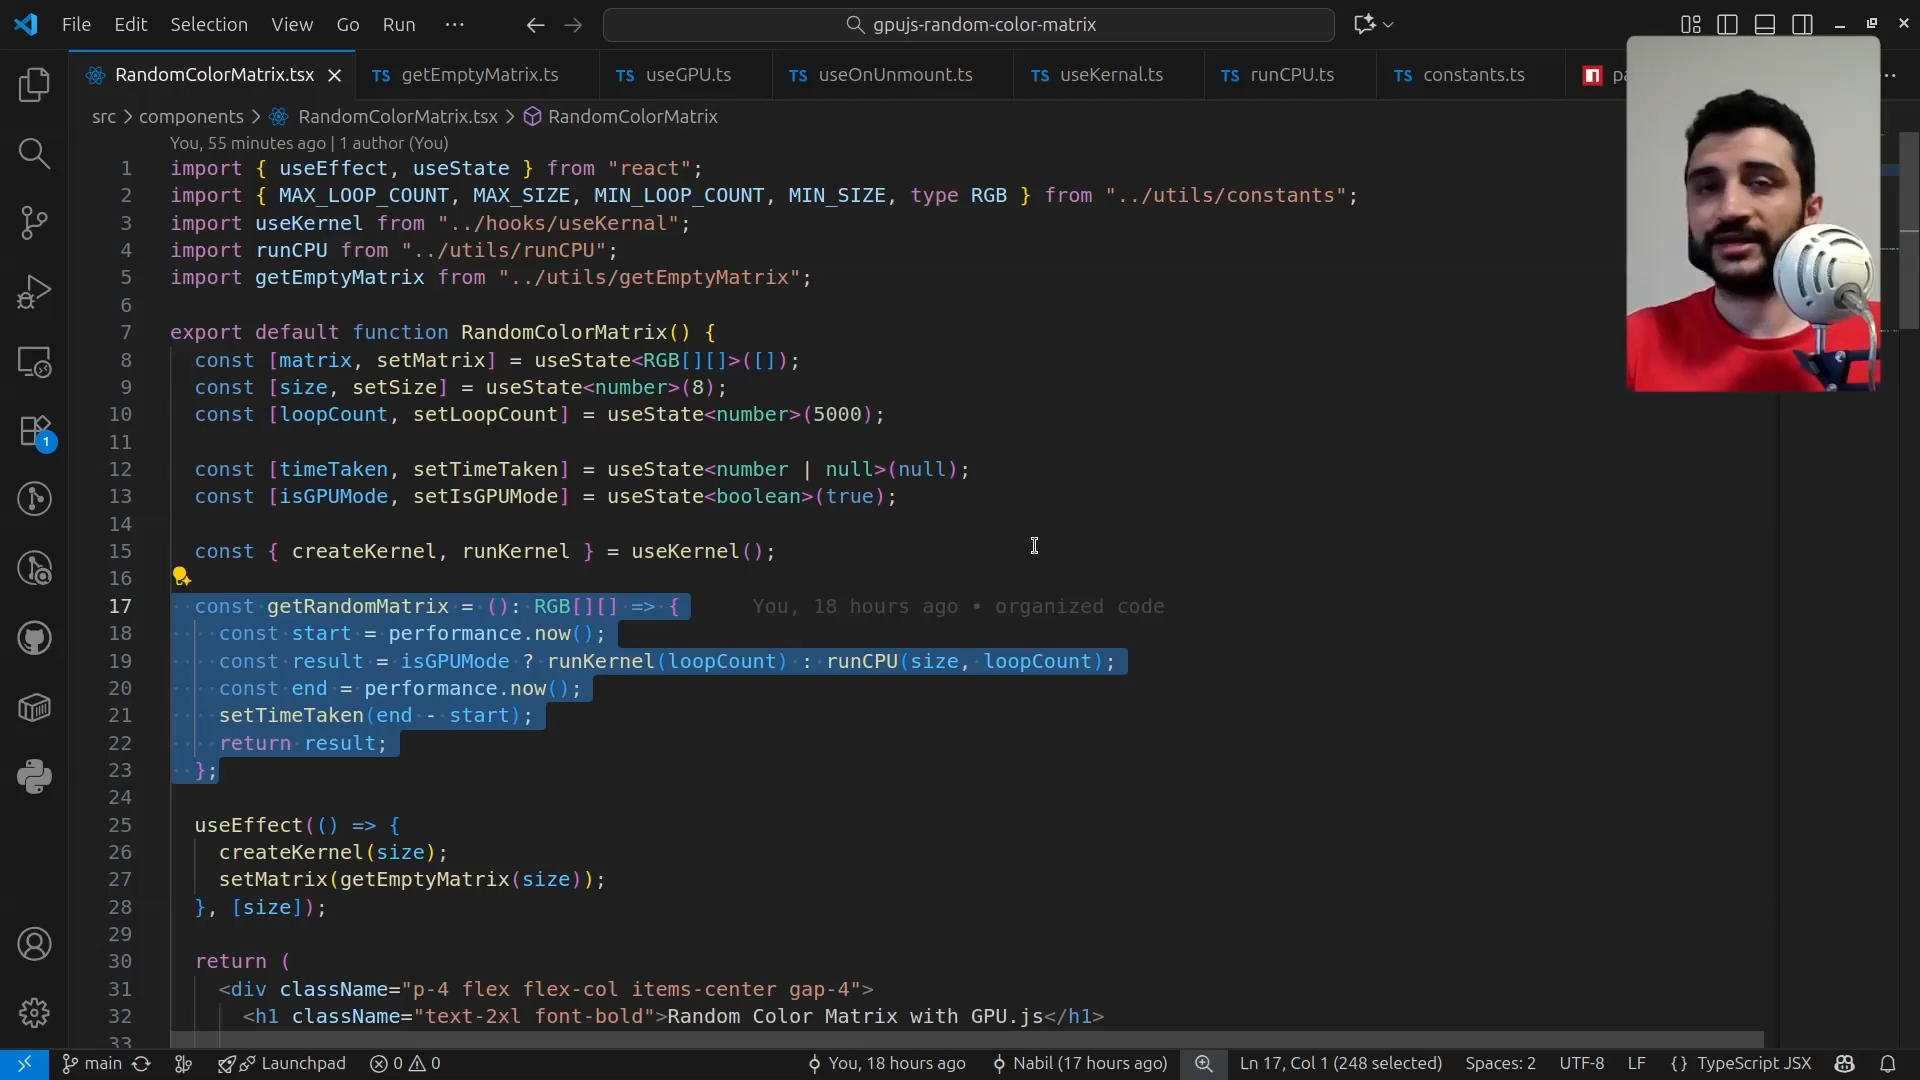 File Edit Selection View Go Run ··· gpujs-random-color-matrix
RandomColorMatrix.tsx getEmptyMatrix.ts useGPU.ts useOnUnmount.ts useKernel.ts runCPU.ts constants.ts
src > components > RandomColorMatrix.tsx > RandomColorMatrix
You, 55 minutes ago | 1 author (You)
1 import { useEffect, useState } from "react";
2 import { MAX_LOOP_COUNT, MAX_SIZE, MIN_LOOP_COUNT, MIN_SIZE, type RGB } from "../utils/constants";
3 import useKernel from "../hooks/useKernal";
4 import runCPU from "../utils/runCPU";
5 import getEmptyMatrix from "../utils/getEmptyMatrix";
6
7 export default function RandomColorMatrix() {
8 const [matrix, setMatrix] = useState<RGB[][]>([]);
9 const [size, setSize] = useState<number>(8);
10 const [loopCount, setLoopCount] = useState<number>(5000);
11
12 const [timeTaken, setTimeTaken] = useState<number | null>(null);
13 const [isGPUMode, setIsGPUMode] = useState<boolean>(true);
14
15 const { createKernel, runKernel } = useKernel();
16
17 const getRandomMatrix = (): RGB[][] => { You, 18 hours ago • organized code
18 const start = performance.now();
19 const result = isGPUMode ? runKernel(loopCount) : runCPU(size, loopCount);
20 const end = performance.now();
21 setTimeTaken(end - start);
22 return result;
23 };
24
25 useEffect(() => {
26 createKernel(size);
27 setMatrix(getEmptyMatrix(size));
28 }, [size]);
29
30 return (
31 <div className="p-4 flex flex-col items-center gap-4">
32 <h1 className="text-2xl font-bold">Random Color Matrix with GPU.js</h1>
33
main Launchpad 0 0 You, 18 hours ago Nabil (17 hours ago) Ln 17, Col 1 (248 selected) Spaces: 2 UTF-8 LF {} TypeScript JSX